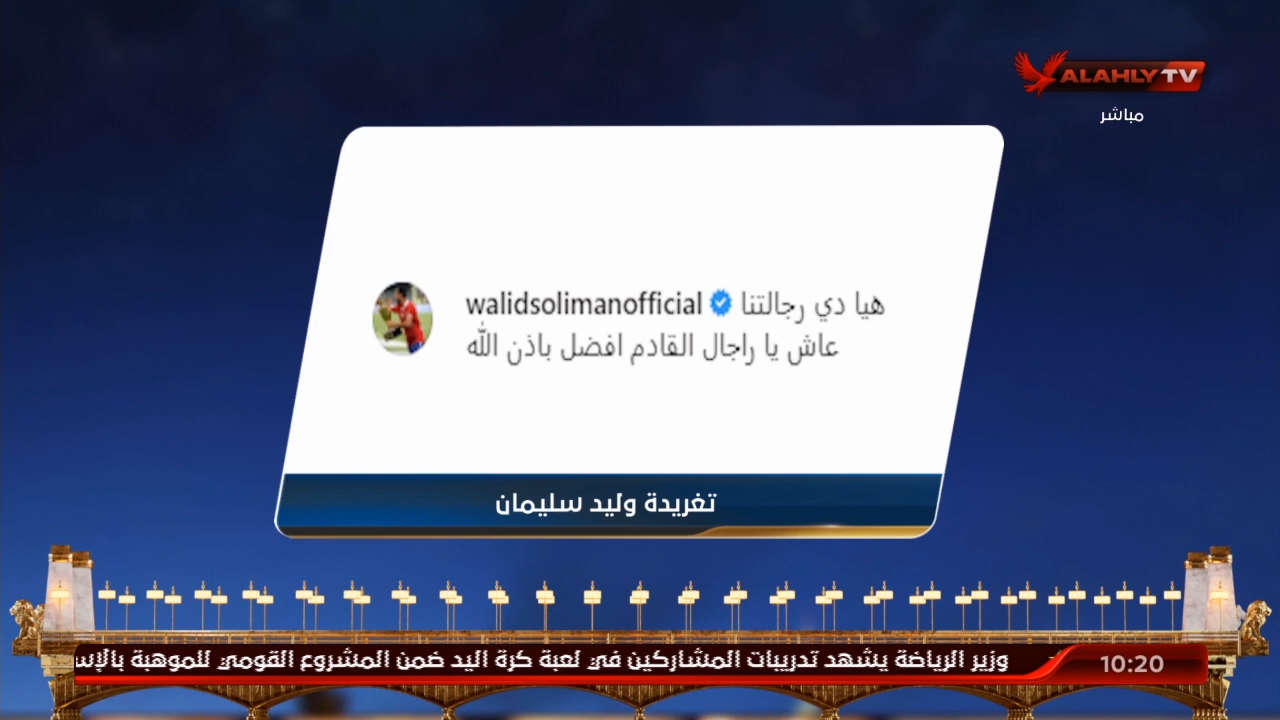 ALAHLY TV
مباشر
walidsolimanofficial هيا دي رجالتنا
عاش يا راجال القادم افضل باذن الله
تغريدة وليد سليمان
وزير الرياضة يشهد تدريبات المشاركين في لعبة كرة اليد ضمن المشروع القومي للموهبة
10:20